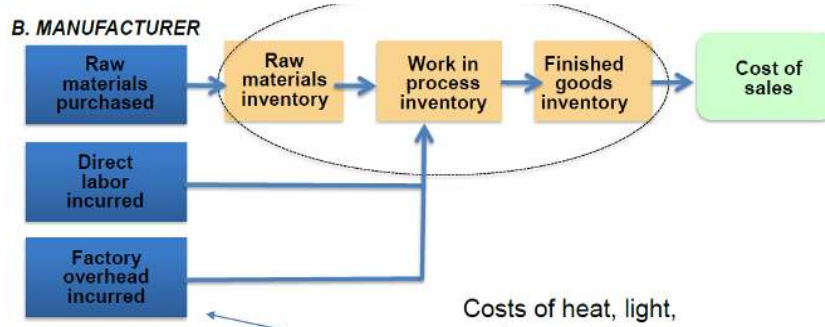 B. MANUFACTURER
Raw
materials
purchased
Raw
materials
inventory
Work in
process
inventory
Finished
goods
inventory
Cost of
sales
Direct
labor
incurred
Factory
overhead
incurred
Costs of heat, light,